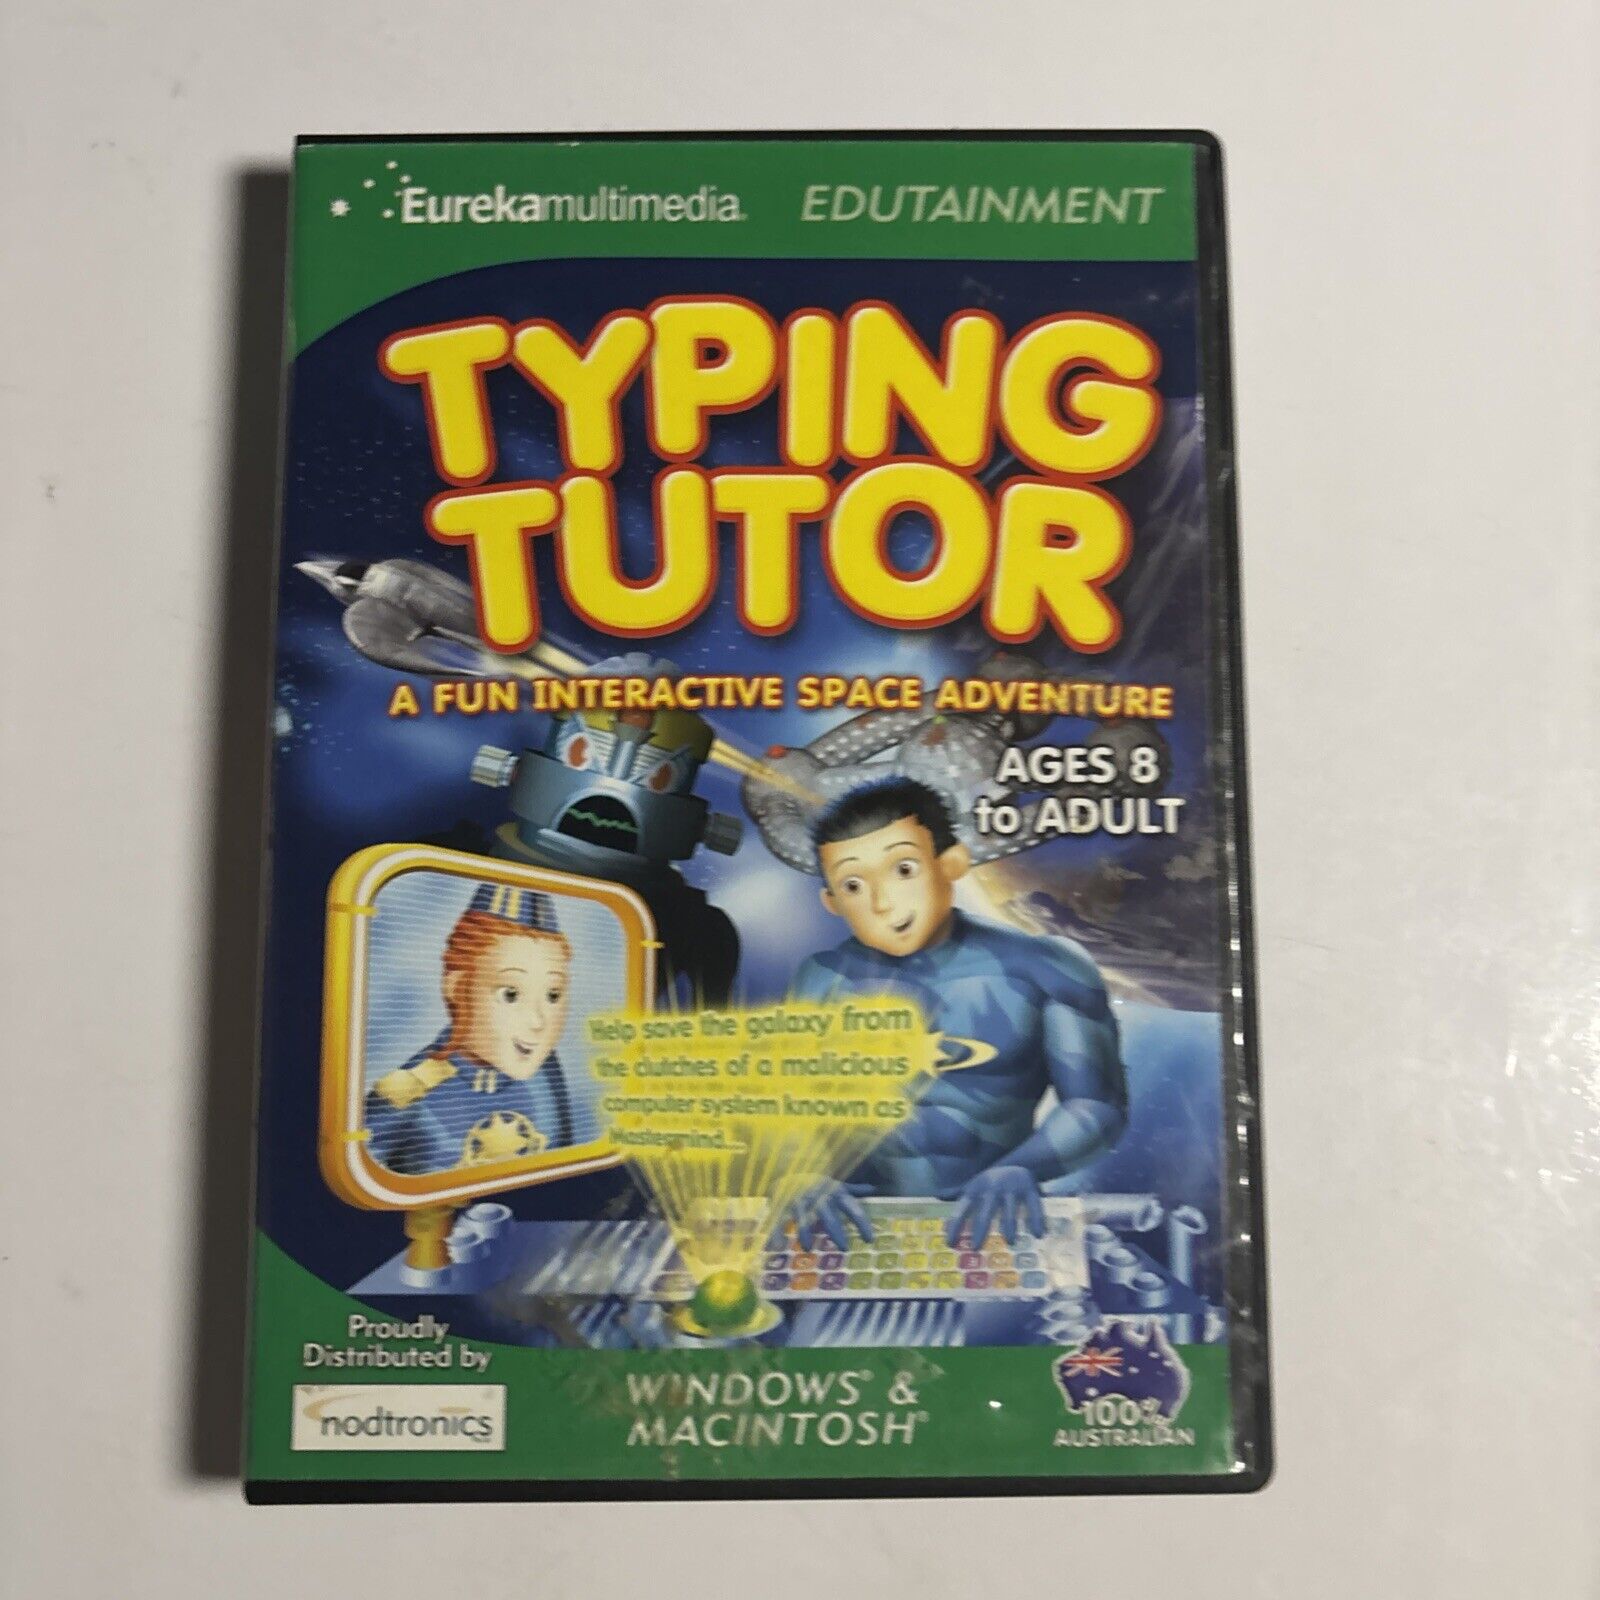 Eurekamultimedia.
EDUTAINMENT
TYPING
TUTOR
A FUN INTERACTIVE SPACE ADVENTURE
AGES 8
to ADULT
Help save the galaxy from
the clutches of a malicious
computer system known as
Mastermind....
Proudly
Distributed by
nodtronics
WINDOWS® &
MACINTOSH®
100%
AUSTRALIAN